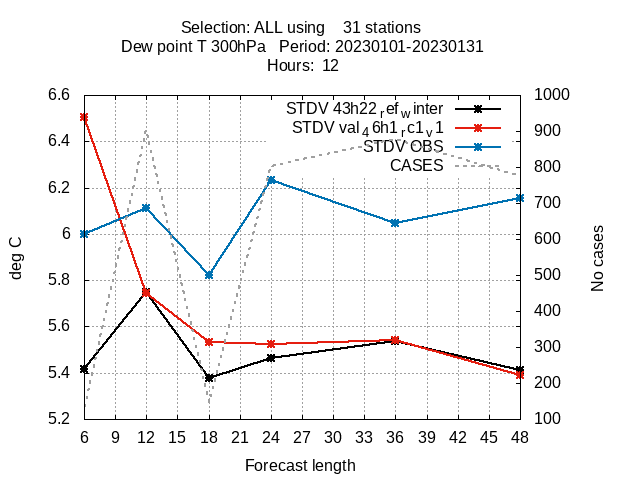 Selection: ALL using    31 stations
Dew point T 300hPa   Period: 20230101-20230131
Hours:  12
STDV 43h22_ref_winter
STDV val_46h1_rc1_v1
STDV OBS
CASES
6.6
6.4
6.2
6
5.8
5.6
5.4
5.2
deg C
1000
900
800
700
600
500
400
300
200
100
No cases
6 9 12 15 18 21 24 27 30 33 36 39 42 45 48
Forecast length